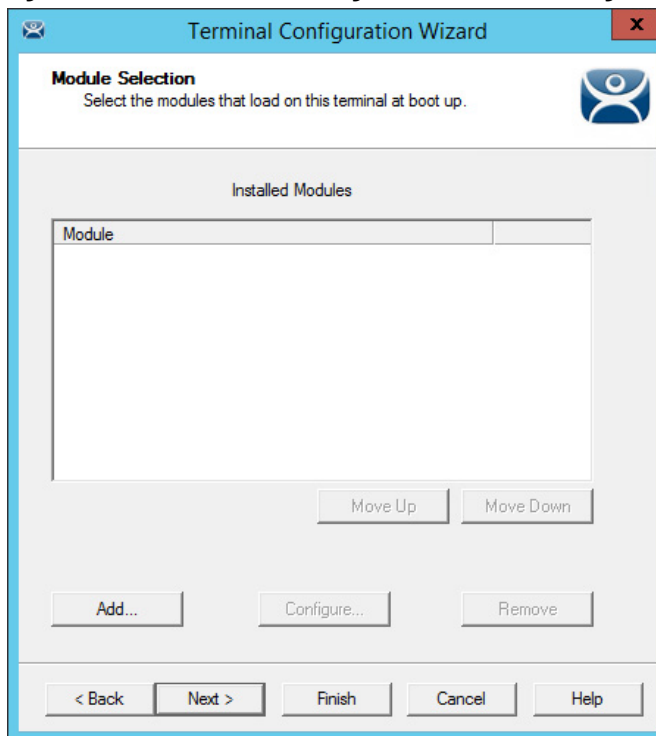 Terminal Configuration Wizard
x
Module Selection
Select the modules that load on this terminal at boot up.
Installed Modules
Module
Move Up
Move Down
Add...
Configure...
Remove
< Back
Next >
Finish
Cancel
Help